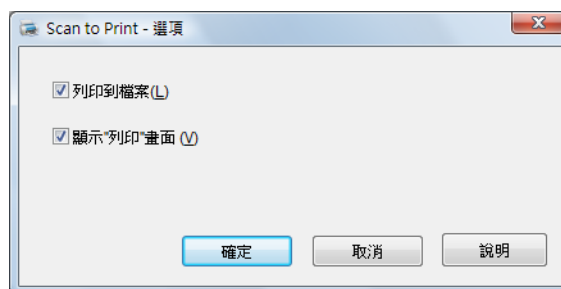 Scan to Print - 選項
列印到檔案(L)
顯示"列印"畫面 (V)
確定 取消 說明